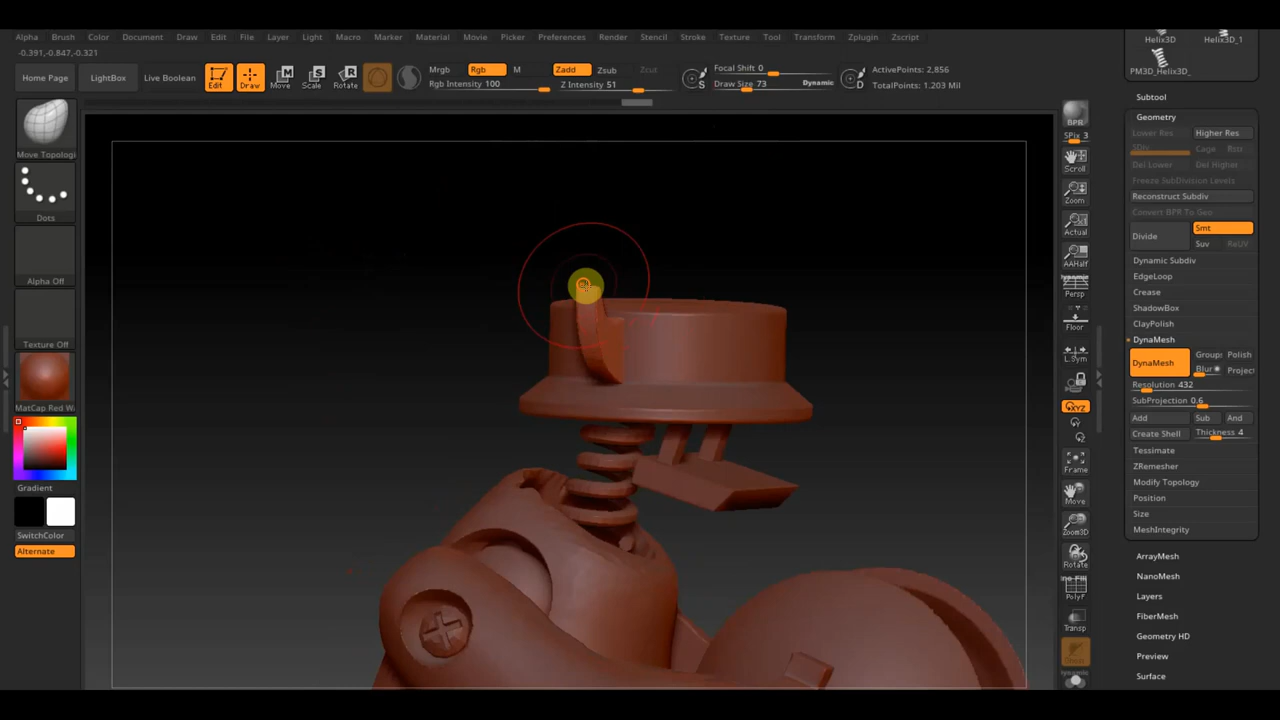 Helix3D_ Helix3D_1
PM3D_Helix3D_
Alpha Brush Color Document Draw Edit File Layer Light Macro Marker Material Movie Picker Preferences Render Stencil Stroke Texture Tool Transform Zplugin Zscript
-0.391,-0.847,-0.321
Home Page LightBox Live Boolean Edit Draw Move Scale Rotate
Mrgb Rgb M Zadd Zsub Zcut
Rgb Intensity 100 Z Intensity 51
Focal Shift 0
Draw Size 73 Dynamic
S D
ActivePoints: 2,856
TotalPoints: 1.203 Mil
Move Topologi
Dots
Alpha Off
Texture Off
MatCap Red Wa
Gradient
SwitchColor
Alternate
BPR
SPix 3
Scroll
Zoom
Actual
AAHalf
Dynamic
Persp
Floor
L.Sym
XYZ
Frame
Move
Zoom3D
Rotate
PolyF
Transp
Dynamic
Subtool
Geometry
Lower Res Higher Res
SDiv Cage Rstr
Del Lower Del Higher
Freeze SubDivision Levels
Reconstruct Subdiv
Convert BPR To Geo
Divide Smt
Suv ReUV
Dynamic Subdiv
EdgeLoop
Crease
ShadowBox
ClayPolish
DynaMesh
DynaMesh Groups Polish
Blur Project
Resolution 432
SubProjection 0.6
Add Sub And
Create Shell Thickness 4
Tessimate
ZRemesher
Modify Topology
Position
Size
MeshIntegrity
ArrayMesh
NanoMesh
Layers
FiberMesh
Geometry HD
Preview
Surface